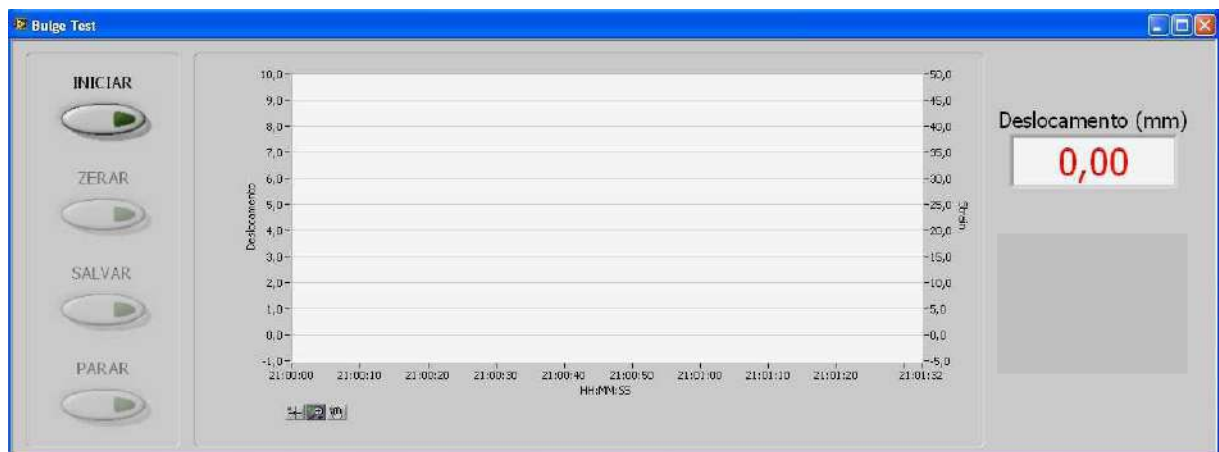 Bulge Test
INICIAR
ZERAR
SALVAR
PARAR
Deslocamento
10,0
9,0
8,0
7,0
6,0
5,0
4,0
3,0
2,0
1,0
0,0
-1,0
50,0
45,0
40,0
35,0
30,0
25,0
20,0
15,0
10,0
5,0
0,0
-5,0
Strain
21:00:00 21:00:10 21:00:20 21:00:30 21:00:40 21:00:50 21:01:00 21:01:10 21:01:20 21:01:32
HH:MM:SS
Deslocamento (mm)
0,00